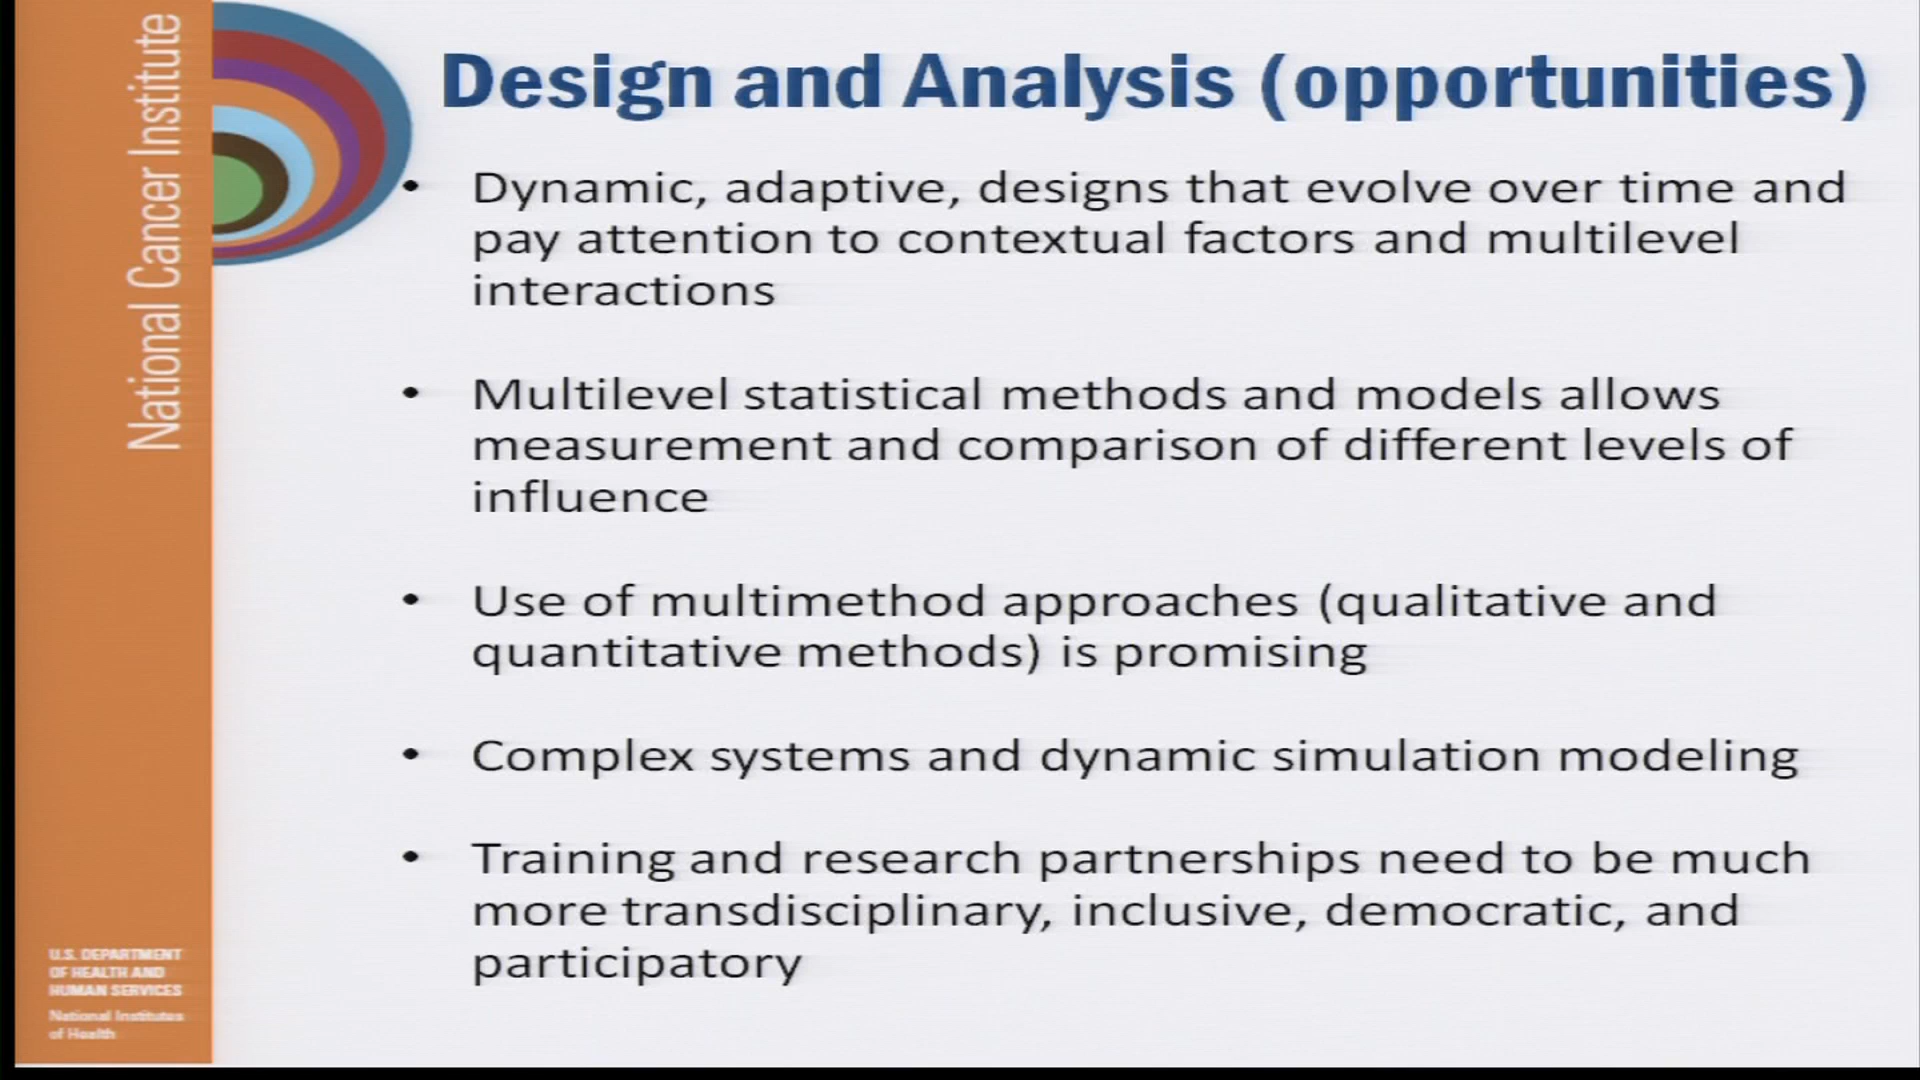 National Cancer Institute
Design and Analysis (opportunities)
• Dynamic, adaptive, designs that evolve over time and
pay attention to contextual factors and multilevel
interactions
• Multilevel statistical methods and models allows
measurement and comparison of different levels of
influence
• Use of multimethod approaches (qualitative and
quantitative methods) is promising
• Complex systems and dynamic simulation modeling
• Training and research partnerships need to be much
more transdisciplinary, inclusive, democratic, and
participatory
U.S. DEPARTMENT
OF HEALTH AND
HUMAN SERVICES
National Institutes
of Health